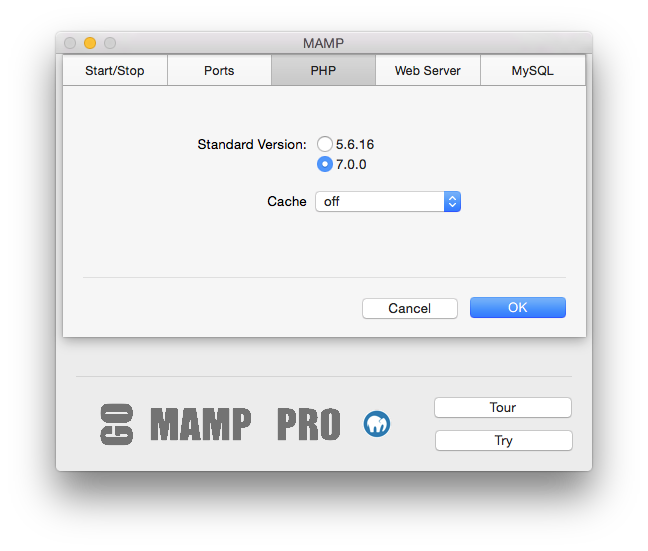 MAMP
Start/Stop Ports PHP Web Server MySQL
Standard Version: 5.6.16
7.0.0
Cache off
Cancel OK
GO MAMP PRO
Tour
Try